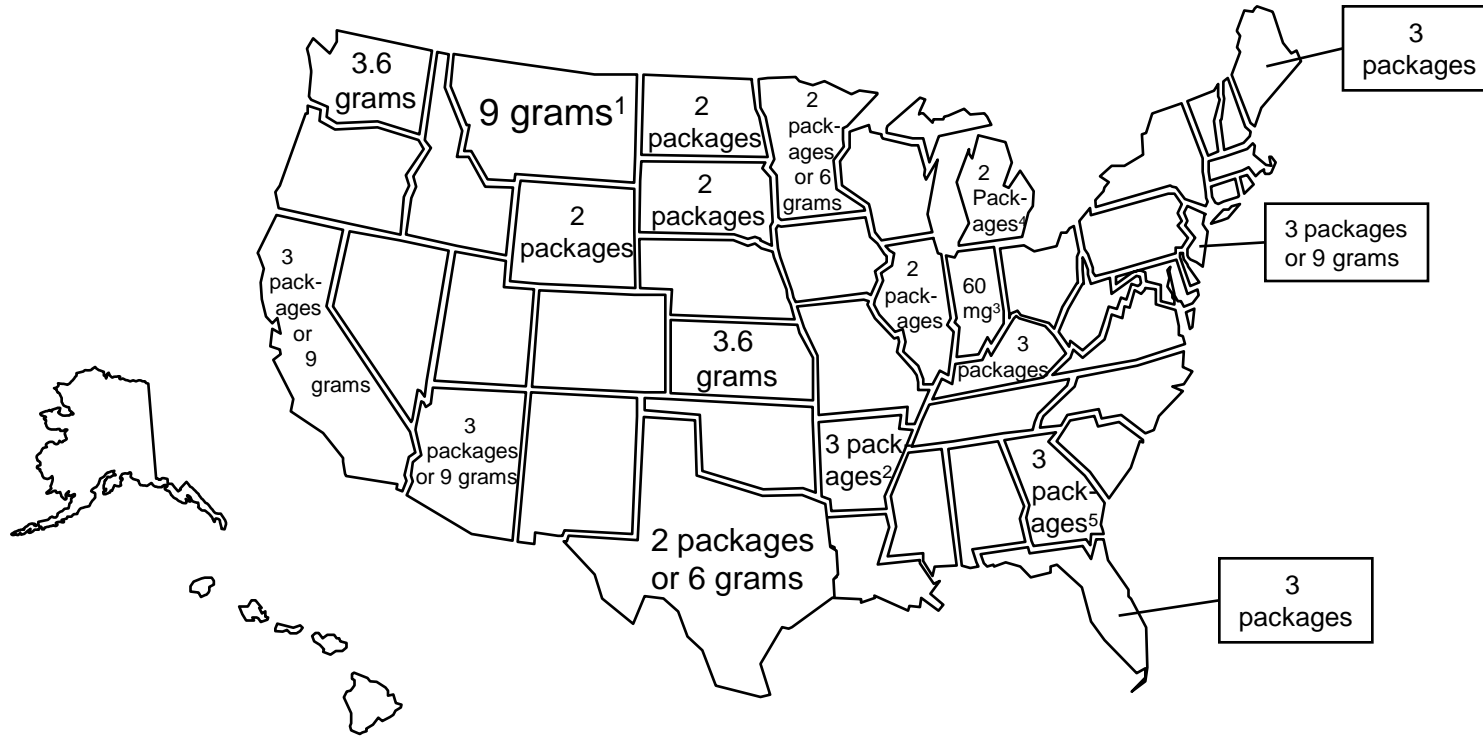 3
packages
3.6
grams
9 grams¹
2
packages
2
pack-
ages
or 6
grams
2
packages
2
packages
2
Pack-
ages⁴
3 packages
or 9 grams
3
pack-
ages
or
9
grams
2
pack-
ages
60
mg³
3
packages
3.6
grams
3
packages
or 9 grams
3 pack-
ages²
3
pack-
ages⁵
2 packages
or 6 grams
3
packages